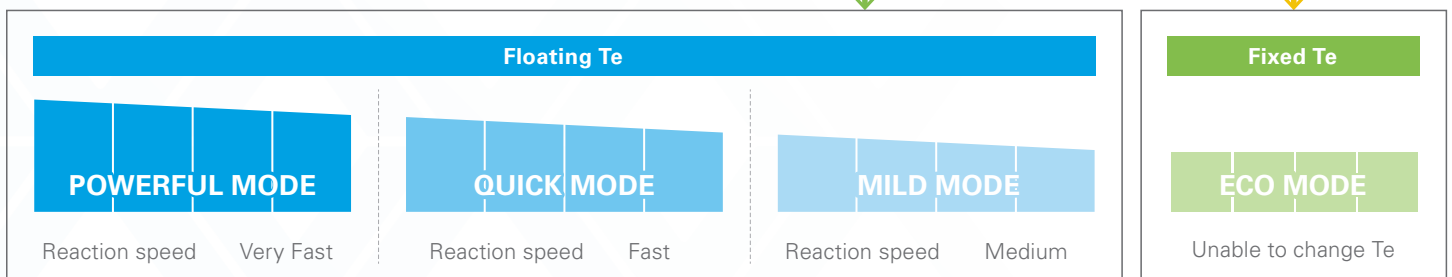 Floating Te
Fixed Te
POWERFUL MODE
QUICK MODE
MILD MODE
ECO MODE
Reaction speed Very Fast
Reaction speed Fast
Reaction speed Medium
Unable to change Te